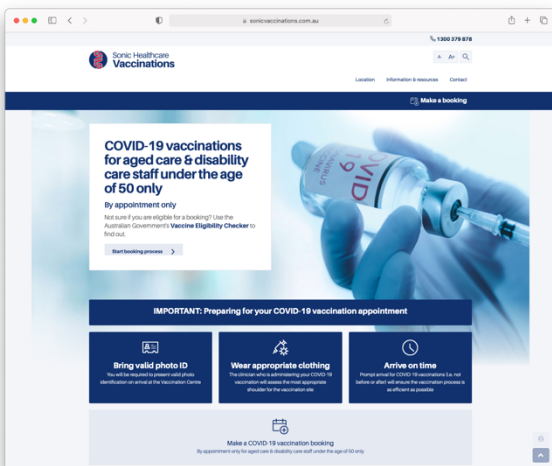 sonicvaccinations.com.au
1300 379 878
Sonic Healthcare
Vaccinations
A- A+
Location Information & resources Contact
Make a booking
COVID-19 vaccinations
for aged care & disability
care staff under the age
of 50 only
By appointment only
Not sure if you are eligible for a booking? Use the
Australian Government's Vaccine Eligibility Checker to
find out.
Start booking process
CORONAVIRUS
VACCINE
COVID
19
IMPORTANT: Preparing for your COVID-19 vaccination appointment
Bring valid photo ID
You will be required to present valid photo
identification on arrival at the Vaccination Centre
Wear appropriate clothing
The clinician who is administering your COVID-19
vaccination will assess the most appropriate
shoulder for the vaccination site
Arrive on time
Prompt arrival for COVID-19 vaccinations (i.e. not
before or after) will ensure the vaccination process is
as efficient as possible
Make a COVID-19 vaccination booking
By appointment only for aged care & disability care staff under the age of 50 only